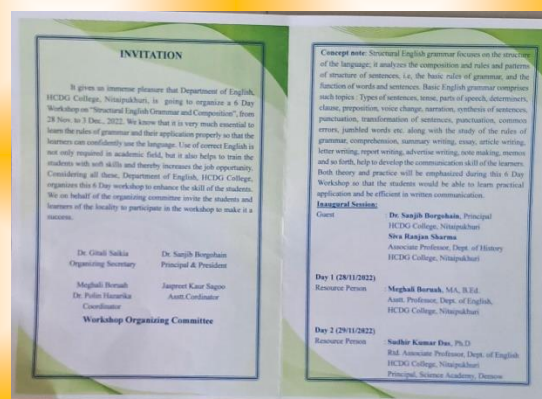 INVITATION
It gives us immense pleasure that Department of English,
HCDG College, Nitaipukhuri, is going to organize a 6 Day
Workshop on "Structural English Grammar and Composition", from
28 Nov. to 3 Dec., 2022. We know that it is very much essential to
learn the rules of grammar and their application properly so that the
learners can confidently use the language. Use of correct English is
not only required in academic field, but it also helps to train the
students with soft skills and thereby increases the job opportunity.
Considering all these, Department of English, HCDG College,
organizes this 6 Day workshop to enhance the skill of the students.
We on behalf of the organizing committee invite the students and
learners of the locality to participate in the workshop to make it a
success.
Dr. Gitali Saikia
Organizing Secretary
Dr. Sanjib Borgohain
Principal & President
Meghali Boruah
Dr. Polin Hazarika
Coordinator
Jaspreet Kaur Sagoo
Asstt.Cordinator
Workshop Organizing Committee
Concept note: Structural English grammar focuses on the structure
of the language; it analyzes the composition and rules and patterns
of structure of sentences, i.e, the basic rules of grammar, and the
function of words and sentences. Basic English grammar comprises
such topics : Types of sentences, tense, parts of speech, determiners,
clause, preposition, voice change, narration, synthesis of sentences,
punctuation, transformation of sentences, punctuation, common
errors, jumbled words etc. along with the study of the rules of
grammar, comprehension, summary writing, essay, article writing,
letter writing, report writing, advertise writing, note making, memos
and so forth, help to develop the communication skill of the learners.
Both theory and practice will be emphasized during this 6 Day
Workshop so that the students would be able to learn practical
application and be efficient in written communication.
Inaugural Session:
Guest : Dr. Sanjib Borgohain, Principal
HCDG College, Nitaipukhuri
Siva Ranjan Sharma
Associate Professor, Dept. of History
HCDG College, Nitaipukhuri
Day 1 (28/11/2022)
Resource Person : Meghali Boruah, MA, B.Ed.
Asstt. Professor, Dept. of English,
HCDG College, Nitaipukhuri
Day 2 (29/11/2022)
Resource Person : Sudhir Kumar Das, Ph.D
Rtd. Associate Professor, Dept. of English
HCDG College, Nitaipukhuri
Principal, Science Academy, Demow